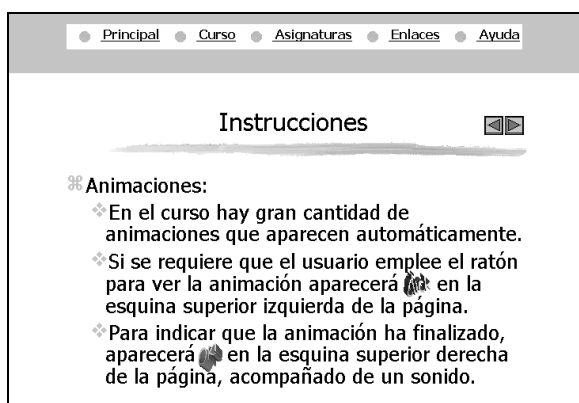 Principal Curso Asignaturas Enlaces Ayuda
Instrucciones
Animaciones:
En el curso hay gran cantidad de
animaciones que aparecen automáticamente.
Si se requiere que el usuario emplee el ratón
para ver la animación aparecerá en la
esquina superior izquierda de la página.
Para indicar que la animación ha finalizado,
aparecerá en la esquina superior derecha
de la página, acompañado de un sonido.